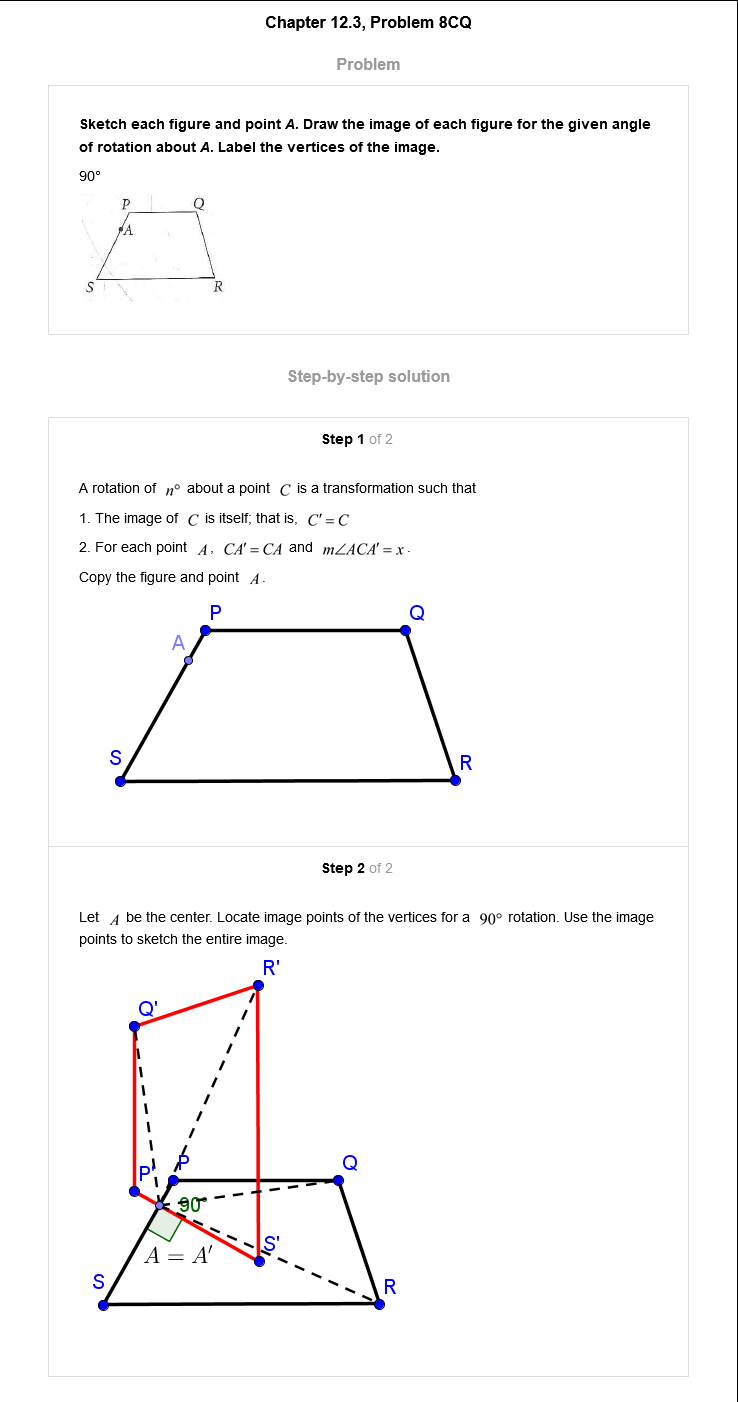 Chapter 12.3, Problem 8CQ
Problem
Sketch each figure and point A. Draw the image of each figure for the given angle
of rotation about A. Label the vertices of the image.
90°
P Q
A
S R
Step-by-step solution
Step 1 of 2
A rotation of n° about a point C is a transformation such that
1. The image of C is itself; that is, C' = C
2. For each point A, CA' = CA and m∠ACA' = x.
Copy the figure and point A.
P Q
A
S R
Step 2 of 2
Let A be the center. Locate image points of the vertices for a 90° rotation. Use the image
points to sketch the entire image.
R'
Q'
P' P Q
90°
A = A' S'
S R